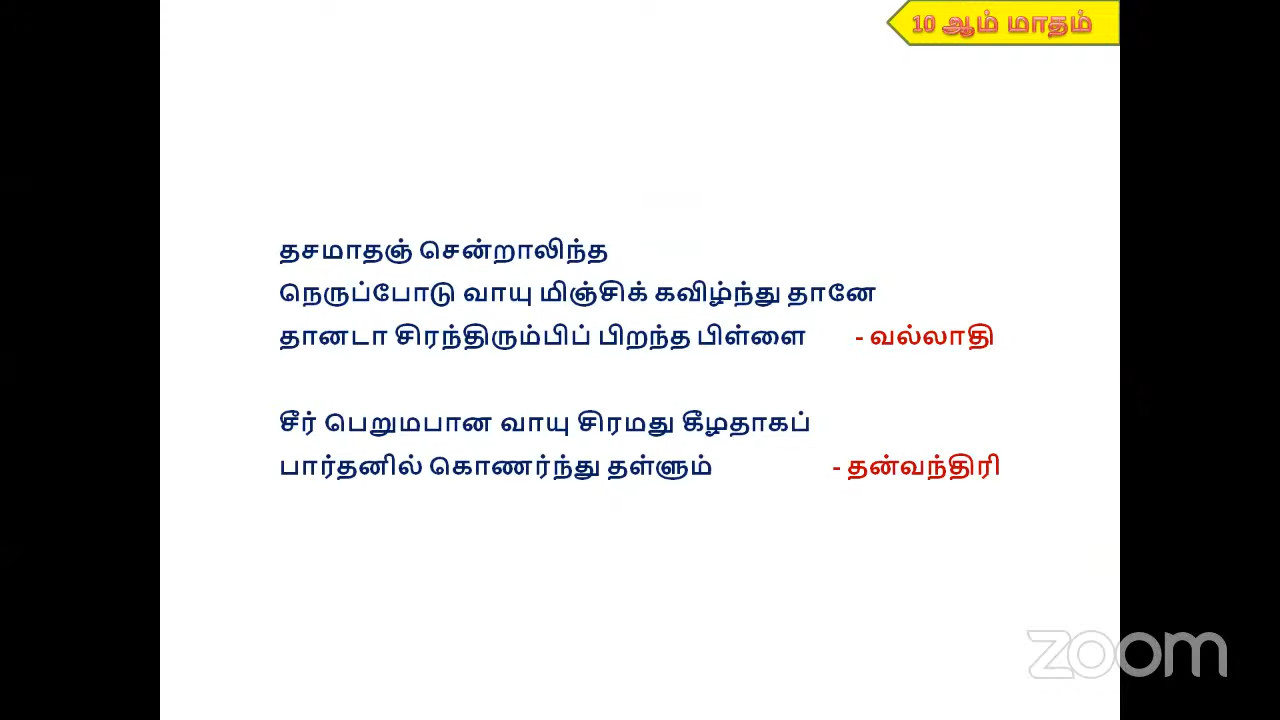 10 ஆம் மாதம்
தசமாதஞ் சென்றாலிந்த
நெருப்போடு வாயு மிஞ்சிக் கவிழ்ந்து தானே
தானடா சிரந்திரும்பிப் பிறந்த பிள்ளை - வல்லாதி
சீர் பெறுமபான வாயு சிரமது கீழதாகப்
பார்தனில் கொணர்ந்து தள்ளும் - தன்வந்திரி
zoom